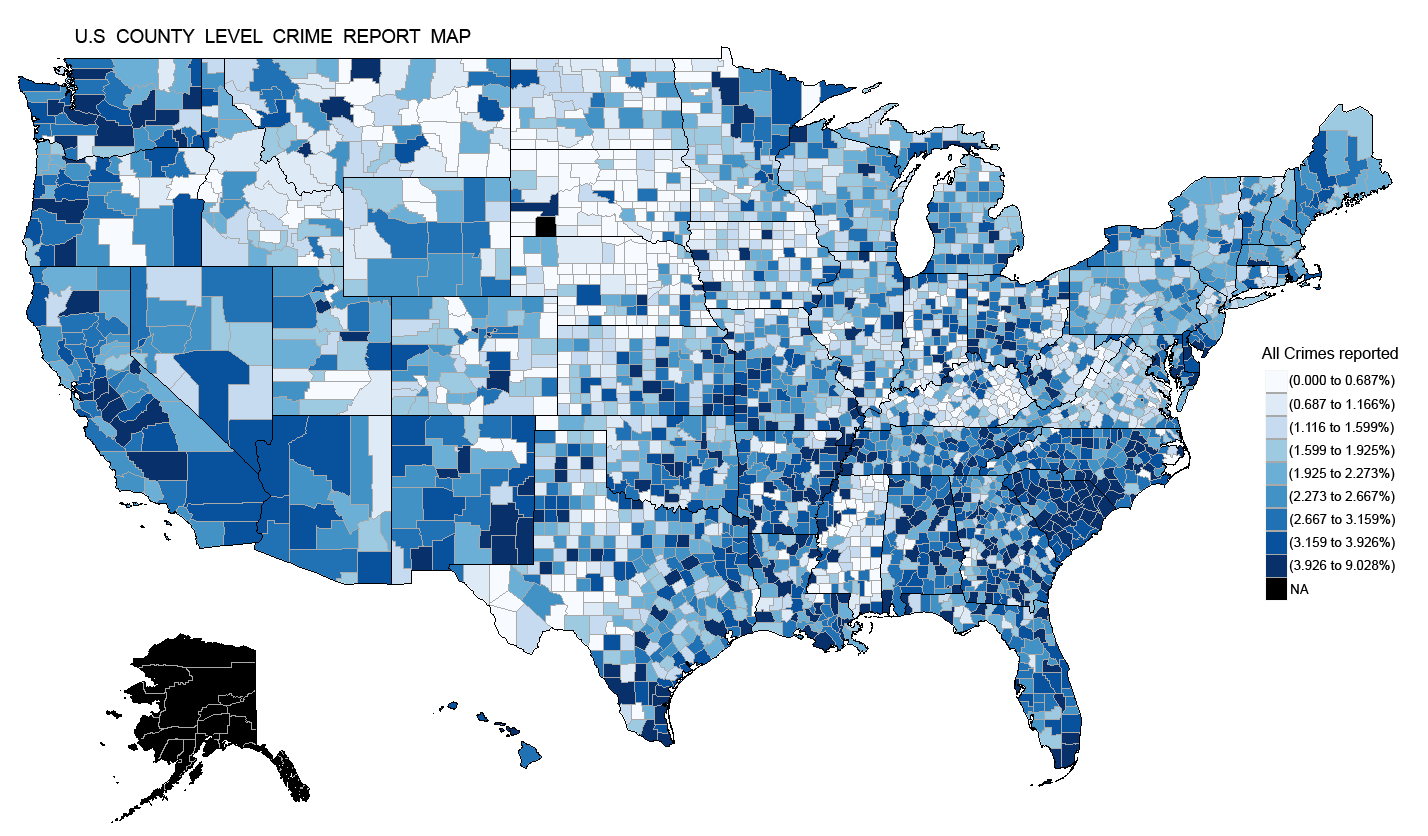 U.S COUNTY LEVEL CRIME REPORT MAP
All Crimes reported
(0.000 to 0.687%)
(0.687 to 1.166%)
(1.116 to 1.599%)
(1.599 to 1.925%)
(1.925 to 2.273%)
(2.273 to 2.667%)
(2.667 to 3.159%)
(3.159 to 3.926%)
(3.926 to 9.028%)
NA